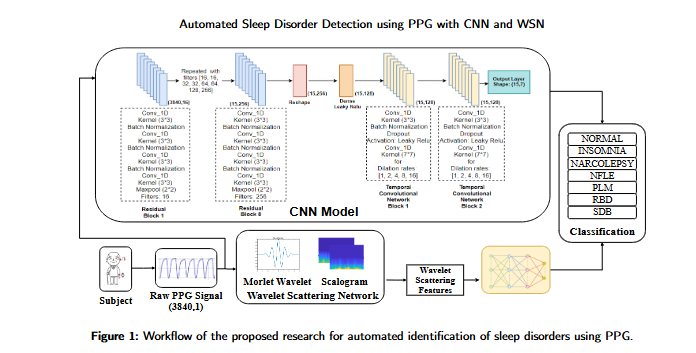 Automated Sleep Disorder Detection using PPG with CNN and WSN
Repeated with
filters (16, 16,
32, 32, 64, 64
128, 256)
(3840,16)
(15,256)
Reshape
(15,256)
Dense
Leaky Relu
(15,128)
(15,128)
(15,128)
Output Layer
Shape: (15,7)
Conv_1D
Kernel (3*3)
Batch Normalization
Conv_1D
Kernel (3*3)
Batch Normalization
Conv_1D
Kernel (3*3)
Batch Normalization
Conv_1D
Kernel (3*3)
Maxpool (2*2)
Filters: 16
Residual
Block 1
Conv_1D
Kernel (3*3)
Batch Normalization
Conv_1D
Kernel (3*3)
Batch Normalization
Conv_1D
Kernel (3*3)
Batch Normalization
Conv_1D
Kernel (3*3)
Maxpool (2*2)
Filters: 256
Residual
Block 8
Conv_1D
Kernel (3*3)
Batch Normalization
Dropout
Activation: Leaky Relu
Conv_1D
Kernel (7*7)
for
Dilation rates
[1, 2, 4, 8, 16]
Temporal
Convolutional
Network
Block 1
Conv_1D
Kernel (3*3)
Batch Normalization
Dropout
Activation: Leaky Relu
Conv_1D
Kernel (7*7)
for
Dilation rates
[1, 2, 4, 8, 16]
Temporal
Convolutional
Network
Block 2
CNN Model
NORMAL
INSOMNIA
NARCOLEPSY
NFLE
PLM
RBD
SDB
Classification
Subject
Raw PPG Signal
(3840,1)
Morlet Wavelet
Scalogram
Wavelet Scattering Network
Wavelet
Scattering
Features
Figure 1: Workflow of the proposed research for automated identification of sleep disorders using PPG.